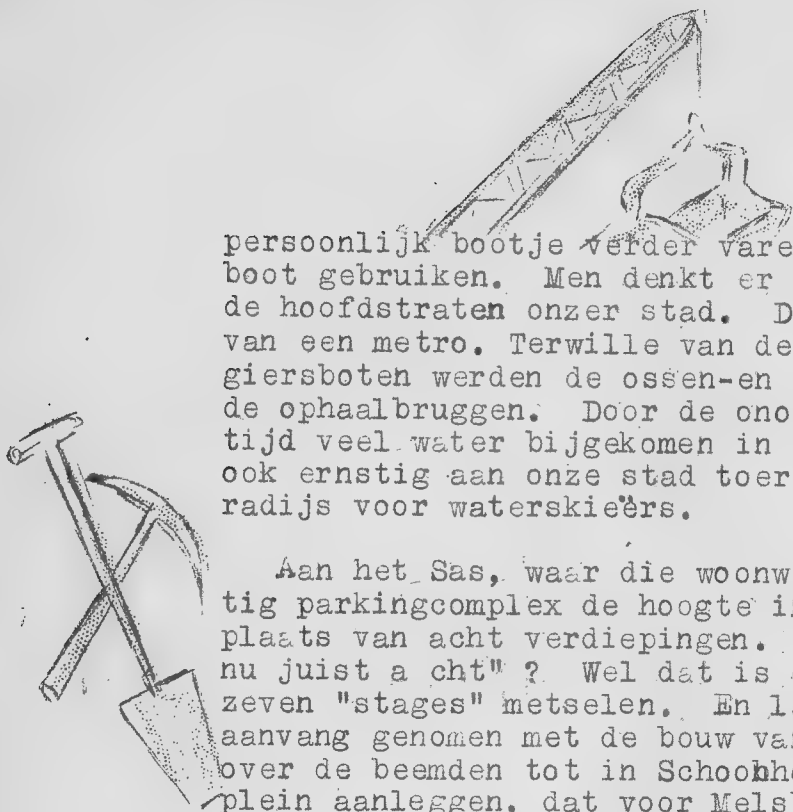 persoonlijk bootje verder vare
boot gebruiken. Men denkt er
de hoofdstraten onzer stad. D
van een metro. Terwille van de
giersboten werden de ossen-en
de ophaalbruggen. Door de ono
tijd veel water bijgekomen in
ook ernstig aan onze stad toer
radijs voor waterskieërs.
Aan het Sas, waar die woonw
tig parkingcomplex de hoogte i
plaats van acht verdiepingen.
nu juist a cht" ? Wel dat is
zeven "stages" metselen. En l
aanvang genomen met de bouw va
over de beemden tot in Schoonh
plein aanleggen, dat voor Mels